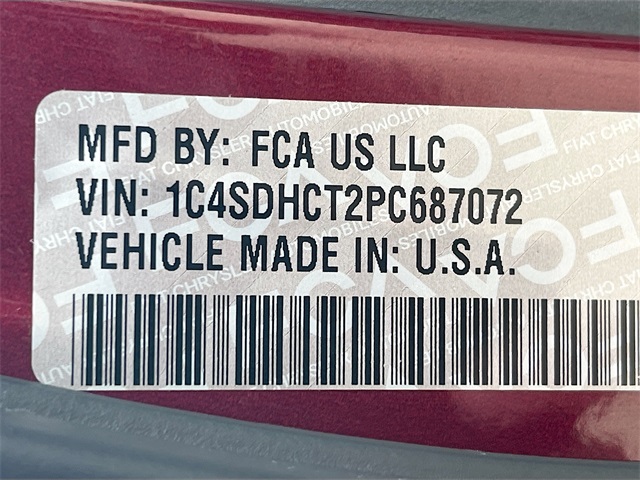 MFD BY: FCA US LLC
VIN: 1C4SDHCT2PC687072
VEHICLE MADE IN: U.S.A.